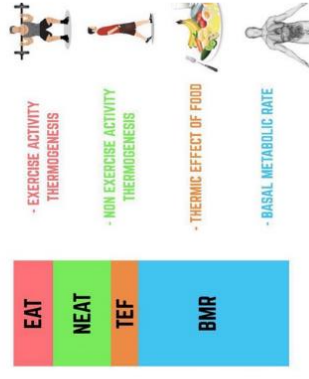 EAT
- EXERCISE ACTIVITY
THERMOGENESIS
NEAT
- NON EXERCISE ACTIVITY
THERMOGENESIS
TEF
- THERMIC EFFECT OF FOOD
BMR
- BASAL METABOLIC RATE